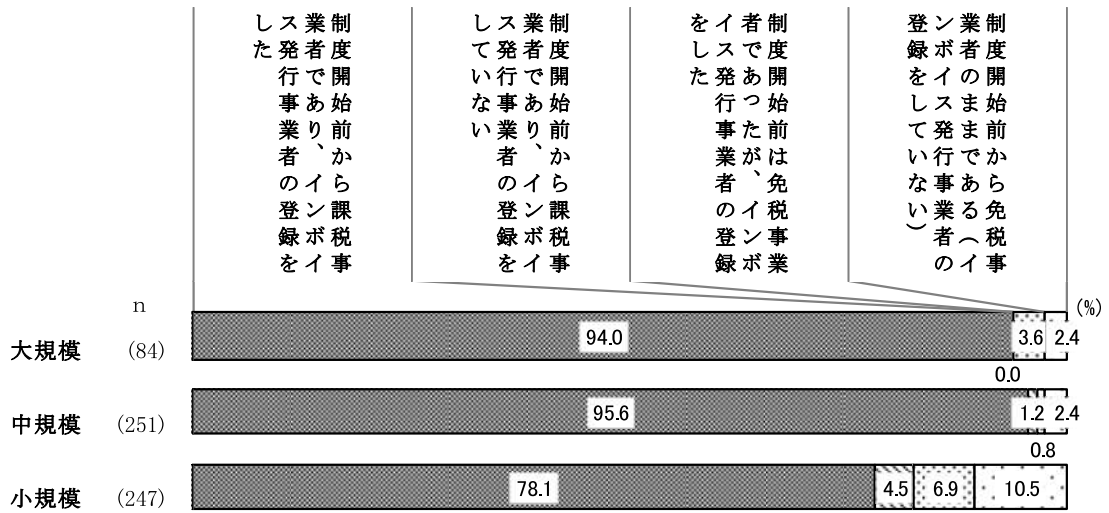 制度開始前から課税事
業者であり、インボイ
ス発行事業者の登録を
した
制度開始前から課税事
業者であり、インボイ
ス発行事業者の登録を
していない
制度開始前は免税事業
者であつたが、インボ
イス発行事業者の登録
をした
制度開始前から免税事
業者のままである(イ
ンボイス発行事業者の
登録をしていない)
n
(%)
大規模 (84) 94.0 3.6 2.4
0.0
中規模 (251) 95.6 1.2 2.4
0.8
小規模 (247) 78.1 4.5 6.9 10.5